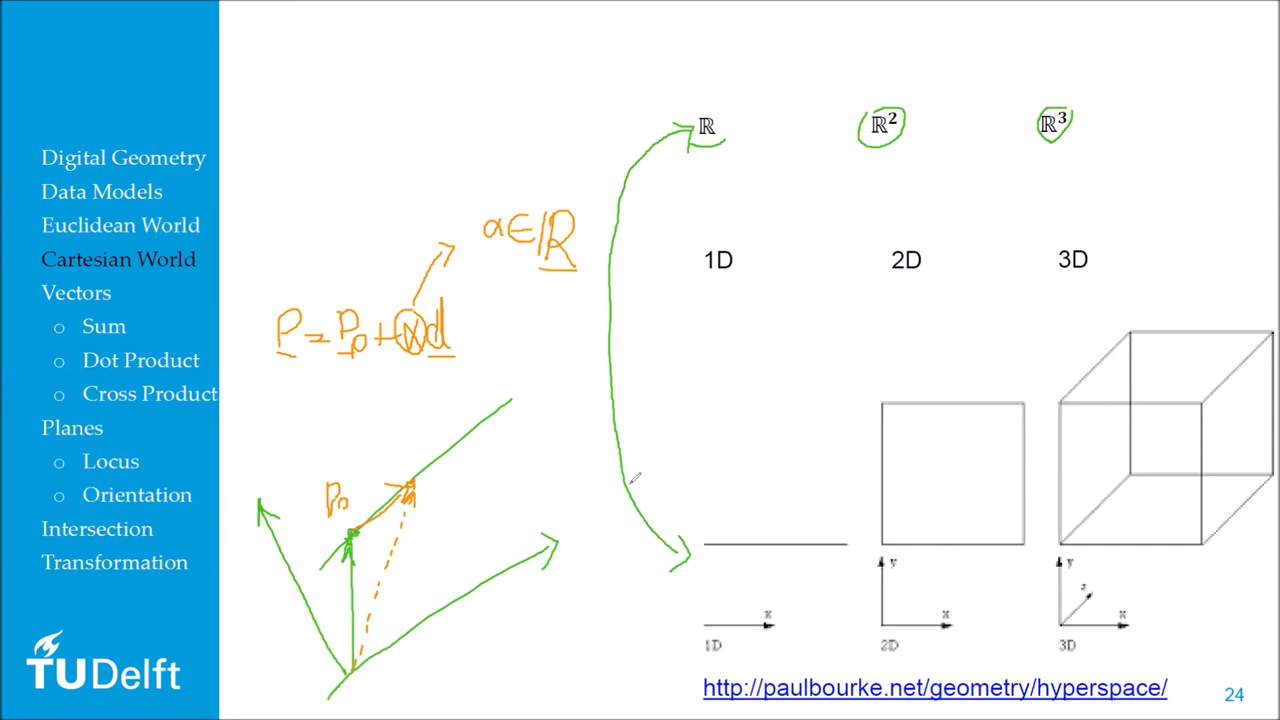 Digital Geometry
Data Models
Euclidean World
Cartesian World
Vectors
○ Sum
○ Dot Product
○ Cross Product
Planes
○ Locus
○ Orientation
Intersection
Transformation
TUDelft
α∈ℝ
P = P₀ + αd
P₀
ℝ ℝ² ℝ³
1D 2D 3D
y y
z
x x x
1D 2D 3D
http://paulbourke.net/geometry/hyperspace/
24